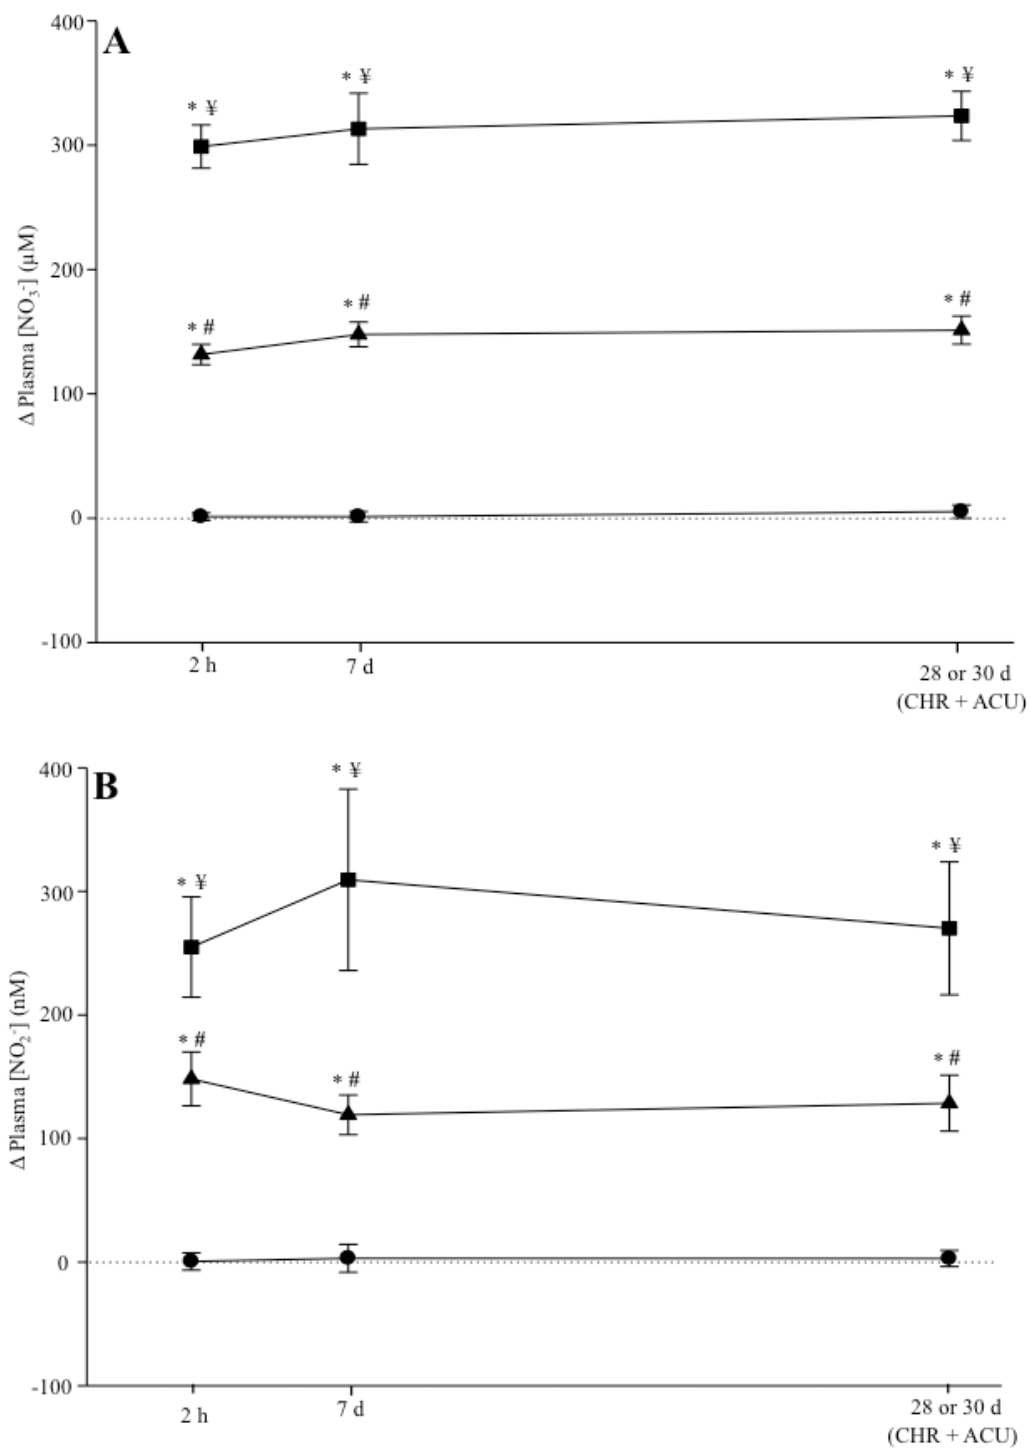 400
A
* ¥
* ¥
* ¥
300
Δ Plasma [NO₃⁻] (µM)
200
* #
* #
* #
100
0
-100
2 h
7 d
28 or 30 d
(CHR + ACU)
400
B
* ¥
* ¥
* ¥
300
Δ Plasma [NO₂⁻] (nM)
200
* #
* #
* #
100
0
-100
2 h
7 d
28 or 30 d
(CHR + ACU)